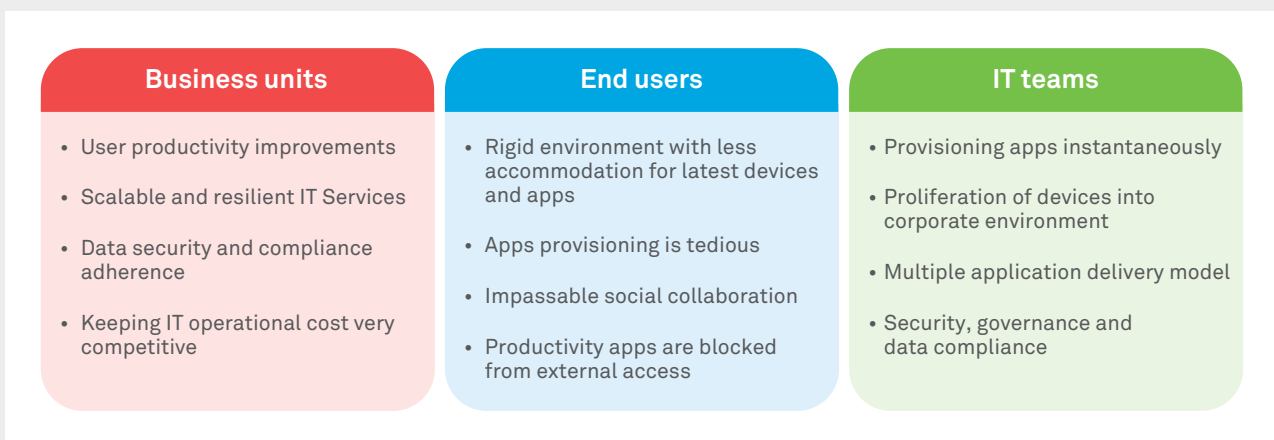 Business units
• User productivity improvements
• Scalable and resilient IT Services
• Data security and compliance
adherence
• Keeping IT operational cost very
competitive
End users
• Rigid environment with less
accommodation for latest devices
and apps
• Apps provisioning is tedious
• Impassable social collaboration
• Productivity apps are blocked
from external access
IT teams
• Provisioning apps instantaneously
• Proliferation of devices into
corporate environment
• Multiple application delivery model
• Security, governance and
data compliance